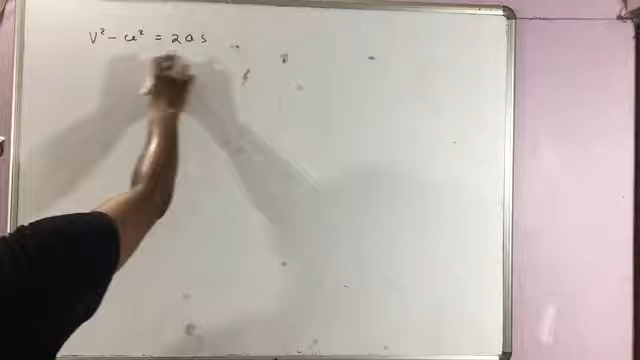 v² - u² = 2as